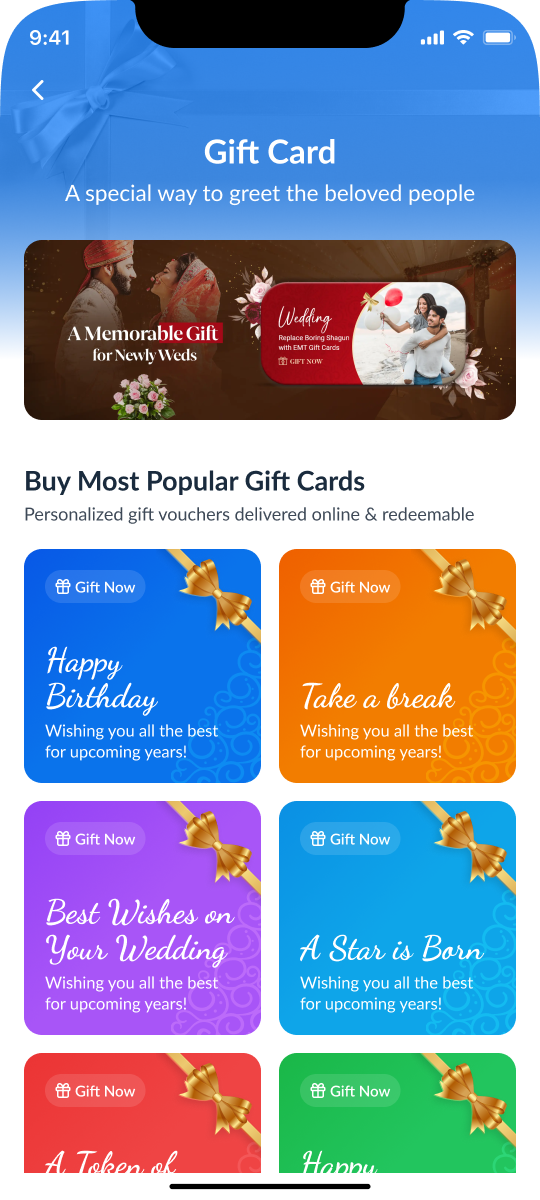 9:41
Gift Card
A special way to greet the beloved people
A Memorable Gift
for Newly Weds
Wedding
Replace Boring Shagun
with EMT Gift Cards
GIFT NOW
Buy Most Popular Gift Cards
Personalized gift vouchers delivered online & redeemable
Gift Now
Happy
Birthday
Wishing you all the best
for upcoming years!
Gift Now
Take a break
Wishing you all the best
for upcoming years!
Gift Now
Best Wishes on
Your Wedding
Wishing you all the best
for upcoming years!
Gift Now
A Star is Born
Wishing you all the best
for upcoming years!
Gift Now
A Token of
Gift Now
Happy